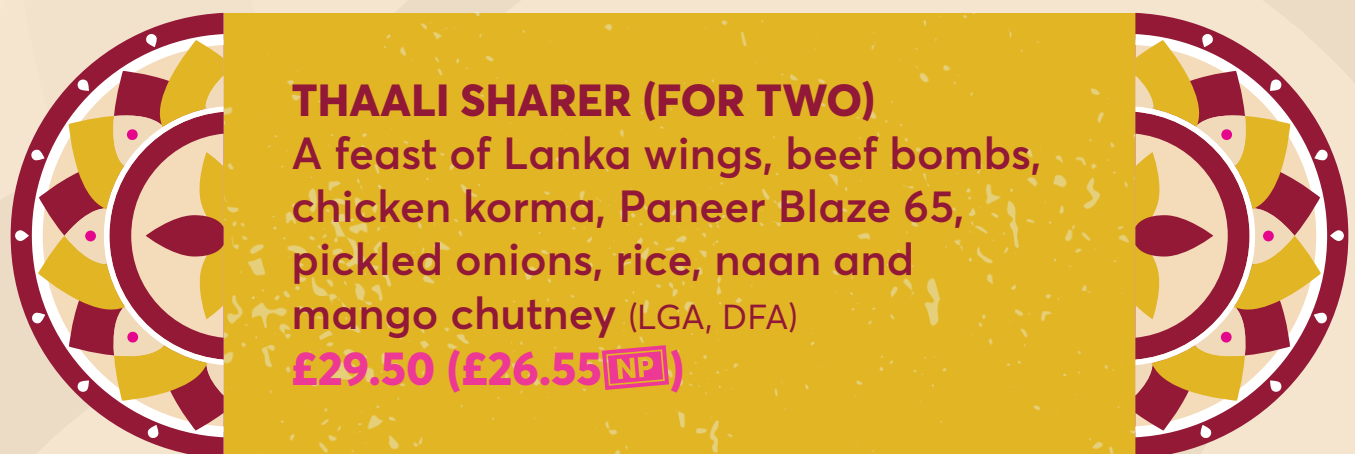 THAALI SHARER (FOR TWO)
A feast of Lanka wings, beef bombs,
chicken korma, Paneer Blaze 65,
pickled onions, rice, naan and
mango chutney (LGA, DFA)
£29.50 (£26.55 NP)